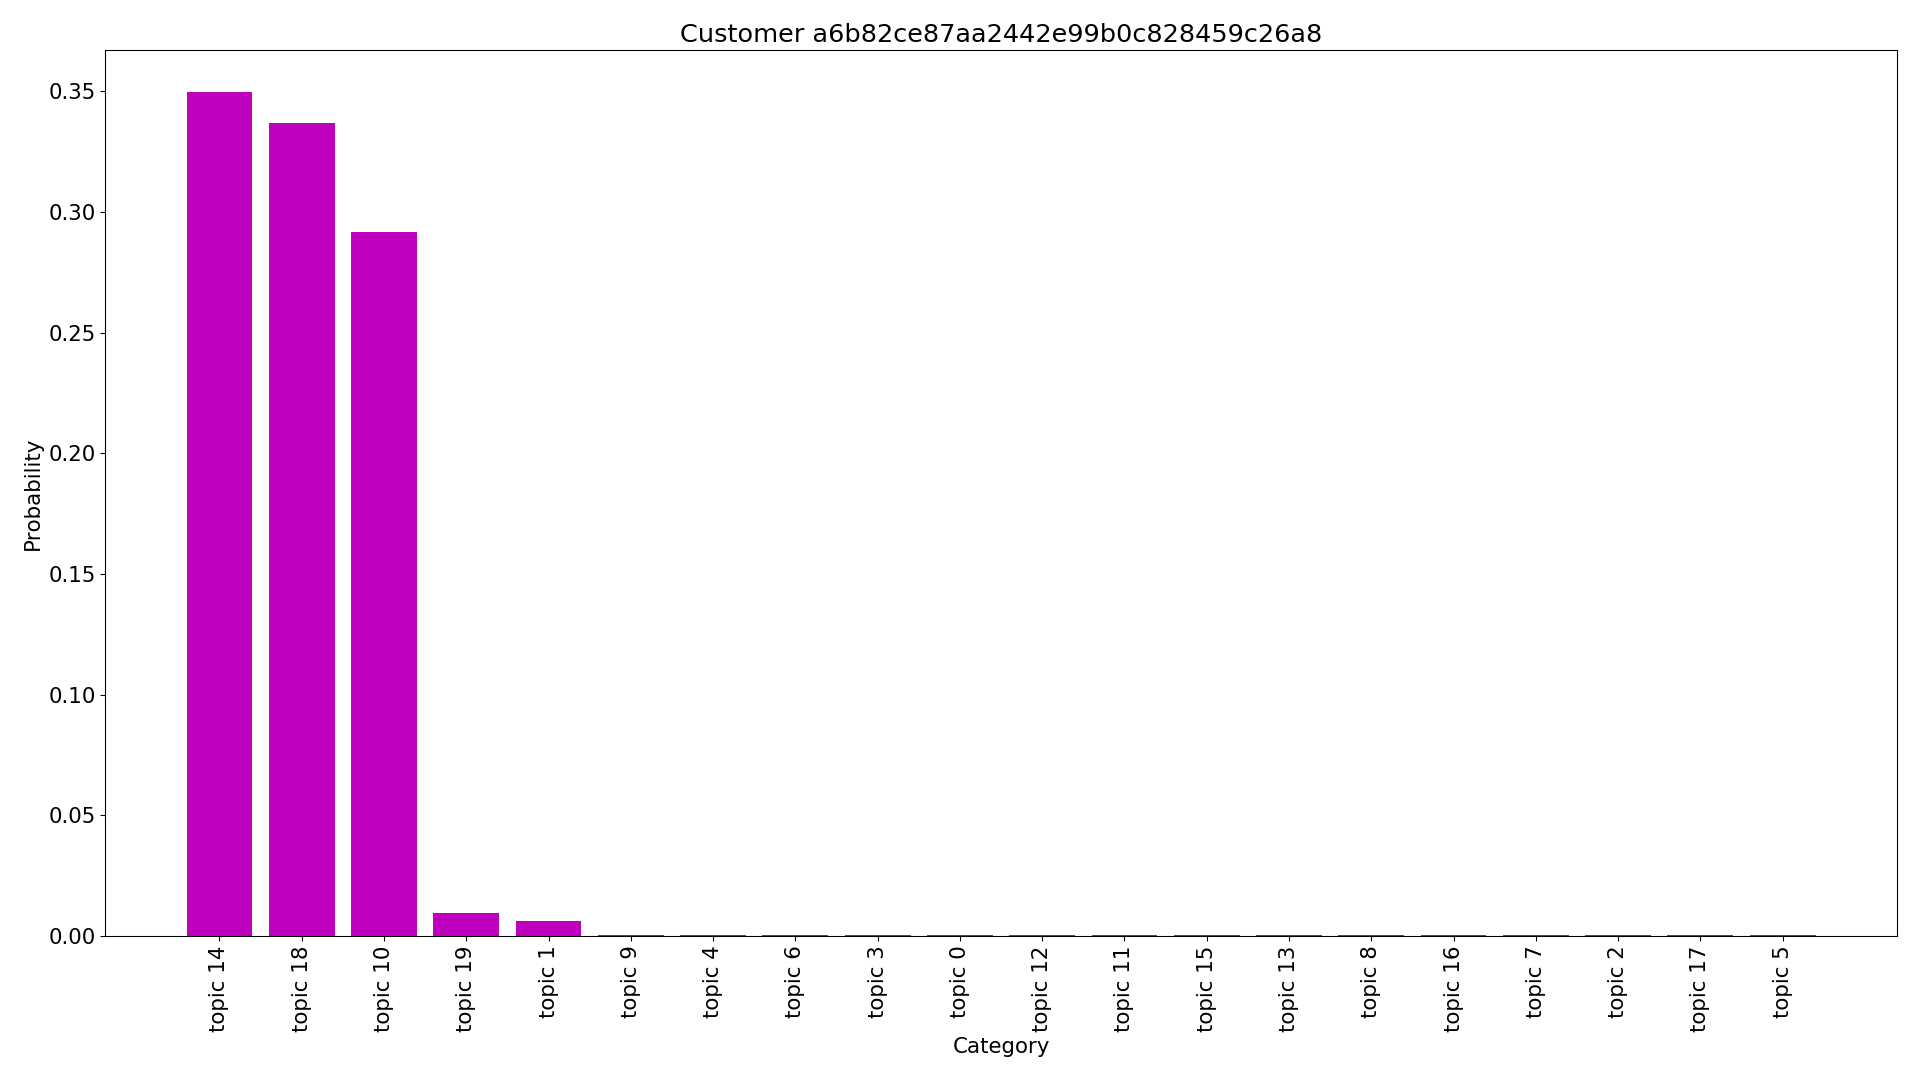 Customer a6b82ce87aa2442e99b0c828459c26a8
Probability
0.35
0.30
0.25
0.20
0.15
0.10
0.05
0.00
topic 14
topic 18
topic 10
topic 19
topic 1
topic 9
topic 4
topic 6
topic 3
topic 0
topic 12
topic 11
topic 15
topic 13
topic 8
topic 16
topic 7
topic 2
topic 17
topic 5
Category